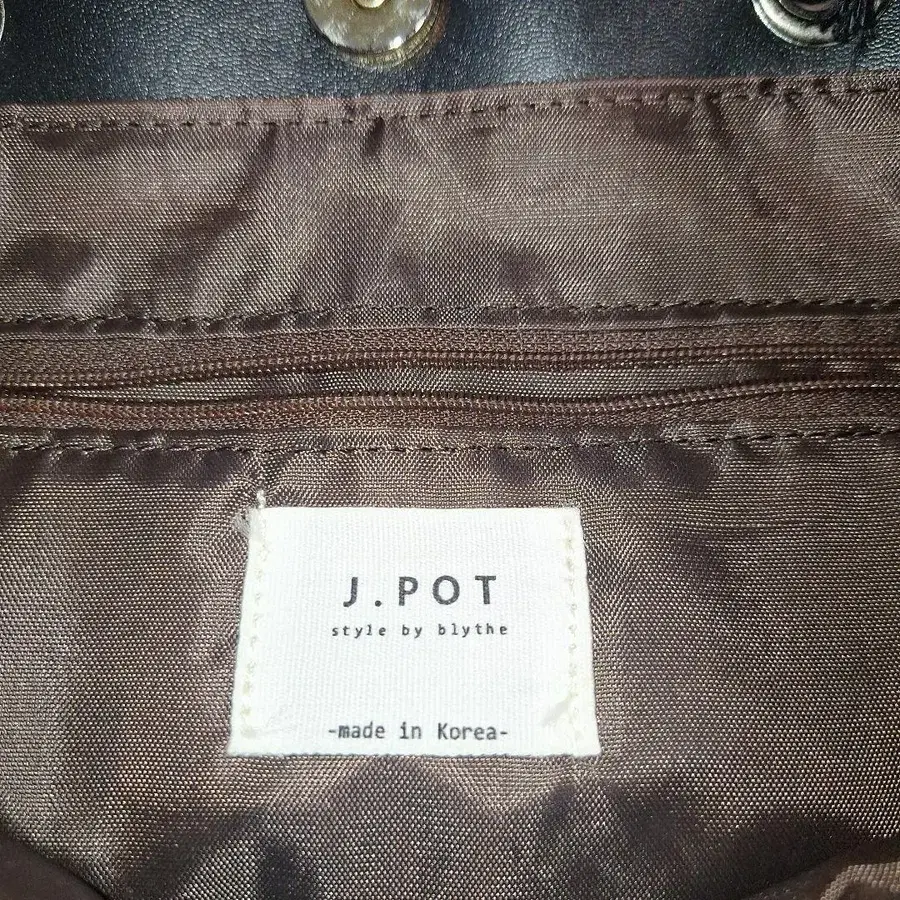 J.POT
style by blythe
-made in Korea-